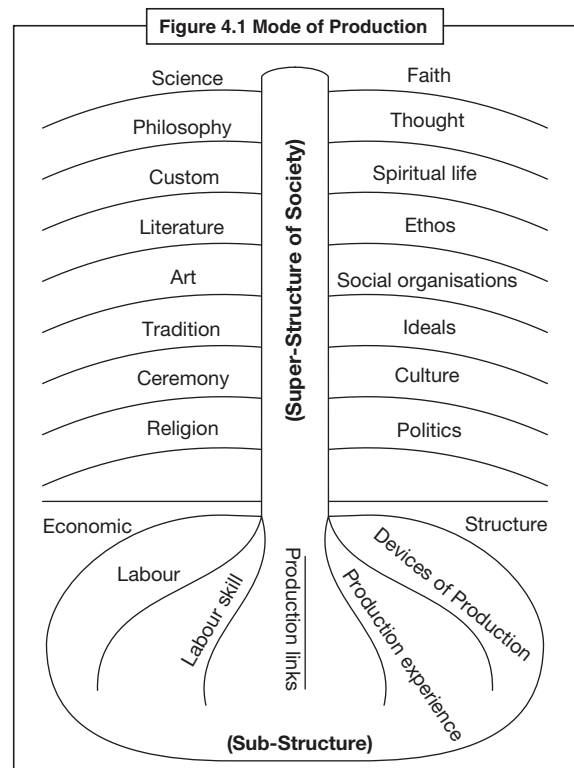 Figure 4.1 Mode of Production
Science
Faith
Philosophy
Thought
Custom
Spiritual life
Literature
Ethos
Art
Social organisations
Tradition
Ideals
Ceremony
Culture
Religion
Politics
(Super-Structure of Society)
Economic
Structure
Labour
Labour skill
Production links
Production experience
Devices of Production
(Sub-Structure)